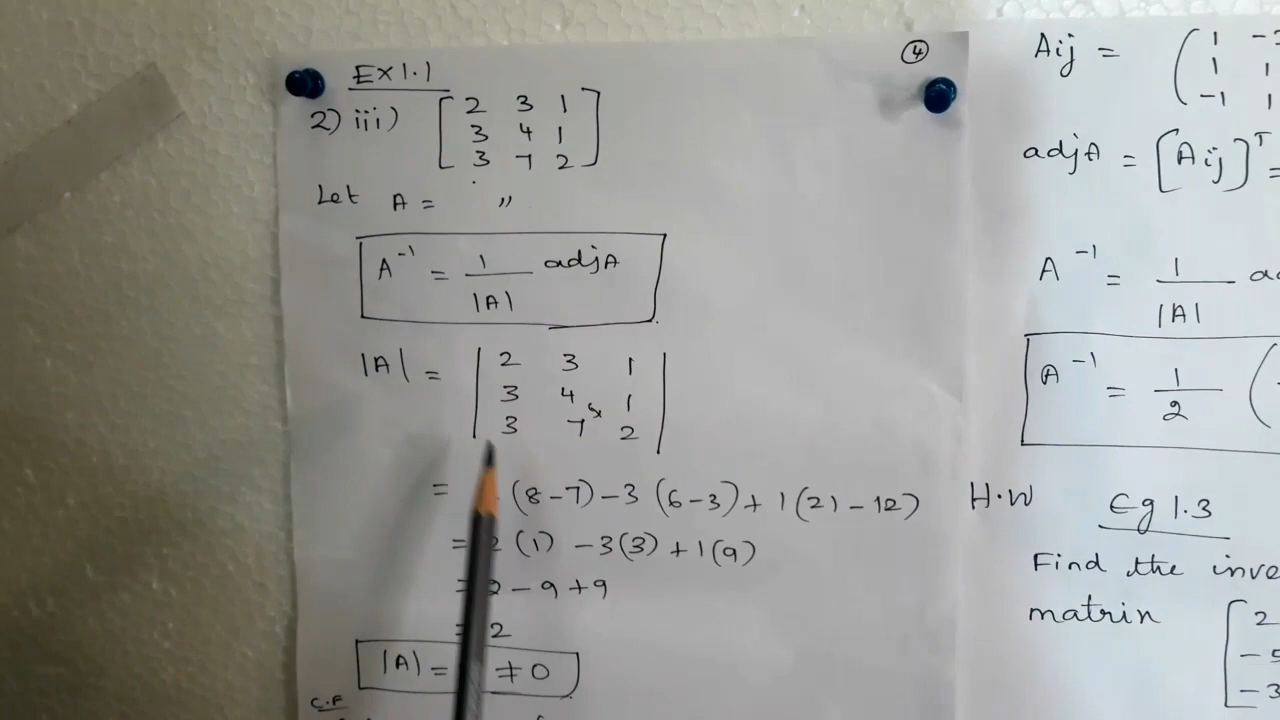 Ex 1.1
④
2) iii) [2 3 1
3 4 1
3 7 2]
Let A = "
A⁻¹ = 1/|A| adjA
|A| = |2 3 1
3 4 1
3 7 2|
= (8-7) -3 (6-3) + 1(21-12)
= 2 (1) -3(3) + 1(9)
= 2 - 9 + 9
= 2
|A| = ≠ 0
C.F
Aij = (1
1 1
-1 1
adjA = [Aij]ᵀ =
A⁻¹ = 1/|A|
A⁻¹ = 1/2 (
H.W Eg 1.3
Find the
matrin [2
-5
-3